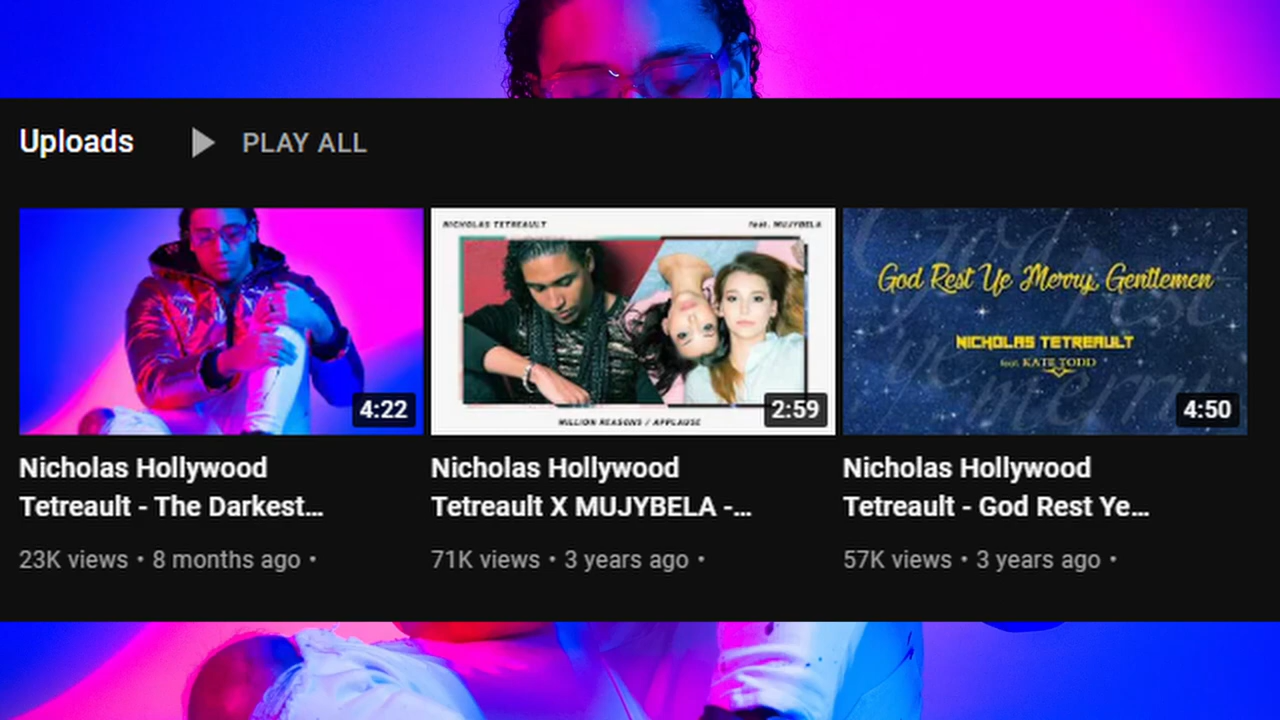 Uploads PLAY ALL
NICHOLAS TETREAULT feat. MUJYBELA
God Rest Ye Merry, Gentlemen
NICHOLAS TETREAULT
feat. KATE TODD
MILLION REASONS / APPLAUSE
4:22 2:59 4:50
Nicholas Hollywood
Tetreault - The Darkest...
23K views • 8 months ago •
Nicholas Hollywood
Tetreault X MUJYBELA -...
71K views • 3 years ago •
Nicholas Hollywood
Tetreault - God Rest Ye...
57K views • 3 years ago •